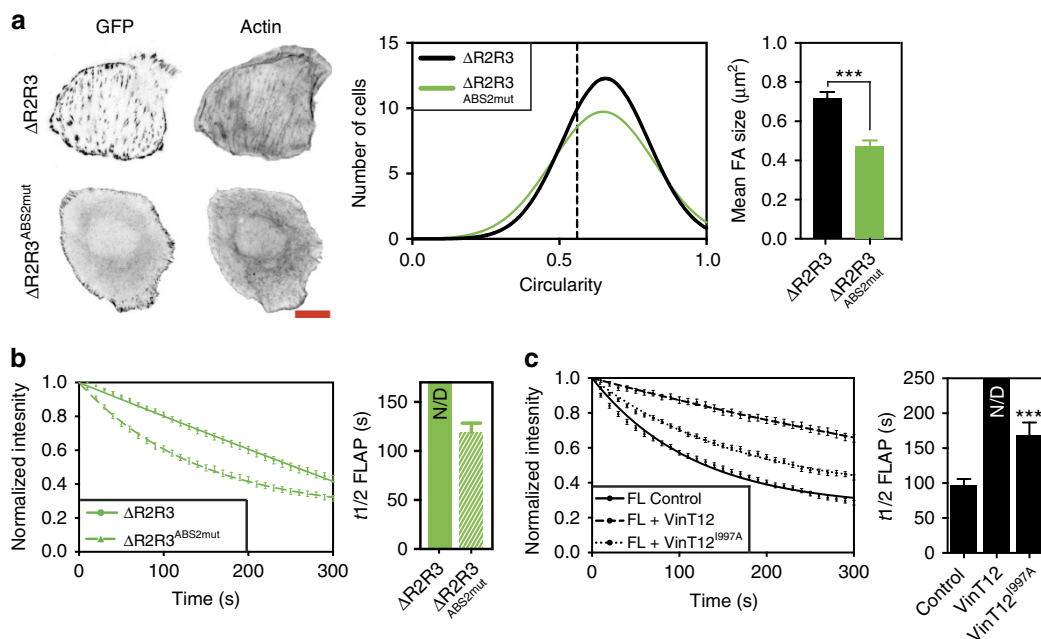 a
GFP
Actin
ΔR2R3
ΔR2R3ABS2mut
15
10
5
0
Number of cells
ΔR2R3
ΔR2R3
ABS2mut
0.0
0.5
1.0
Circularity
1.0
0.8
0.6
0.4
0.2
0.0
Mean FA size (μm2)
***
ΔR2R3
ΔR2R3
ABS2mut
b
1.0
0.8
0.6
0.4
0.2
0.0
Normalized intesnity
ΔR2R3
ΔR2R3ABS2mut
0
100
200
300
Time (s)
150
100
50
0
t1/2 FLAP (s)
N/D
ΔR2R3
ΔR2R3
ABS2mut
c
1.0
0.8
0.6
0.4
0.2
0.0
Normalized intesnity
FL Control
FL + VinT12
FL + VinT12I997A
0
100
200
300
Time (s)
250
200
150
100
50
0
t1/2 FLAP (s)
N/D
***
Control
VinT12
VinT12I997A